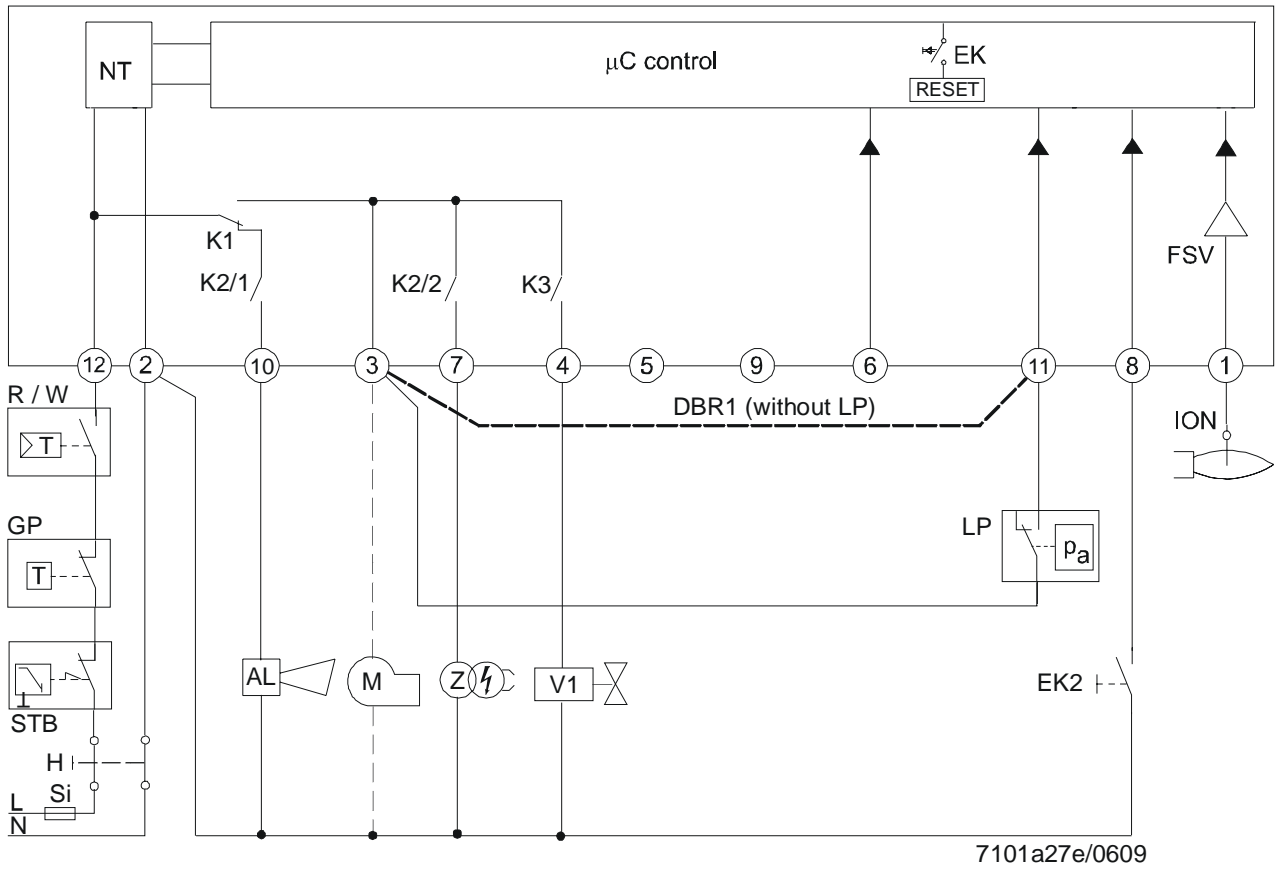 NT
μC control
EK
RESET
FSV
K1
K2/1
K2/2
K3
12
2
10
3
7
4
5
9
6
11
8
1
R / W
T
DBR1 (without LP)
ION
GP
T
LP
pa
STB
AL
M
Z
V1
EK2
H
Si
L
N
7101a27e/0609